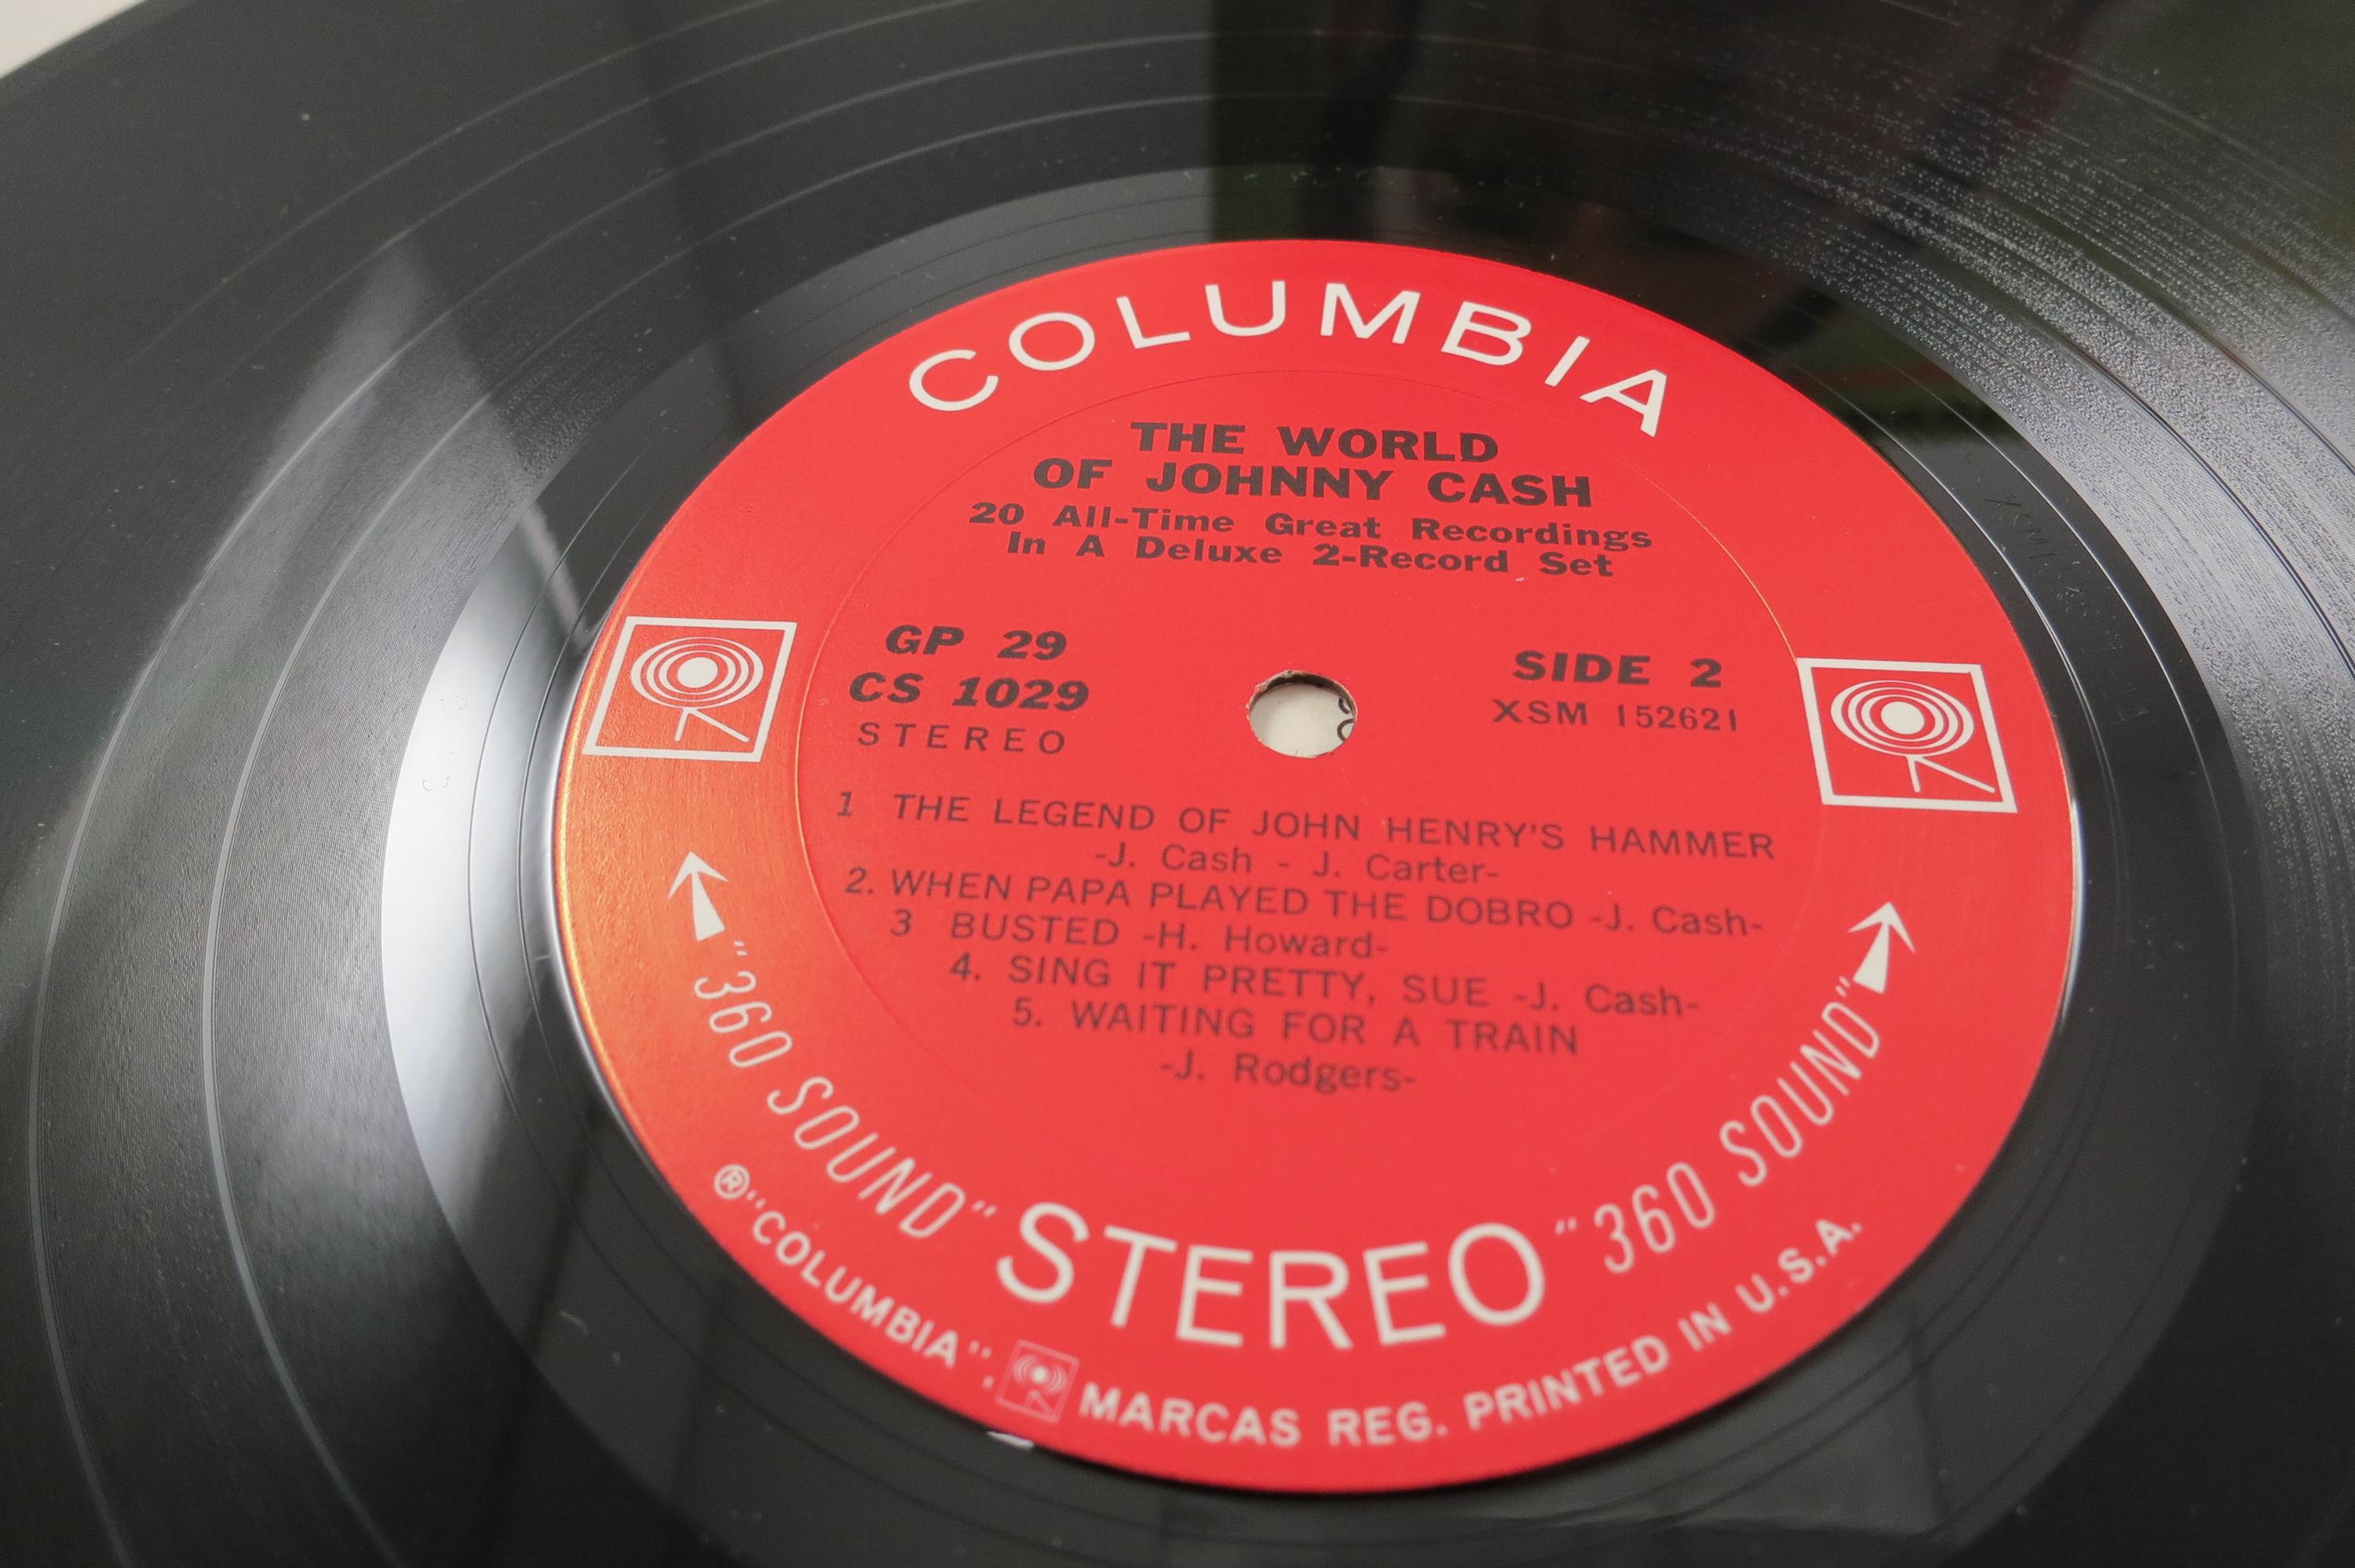 COLUMBIA
THE WORLD
OF JOHNNY CASH
20 All-Time Great Recordings
In A Deluxe 2-Record Set
GP 29
CS 1029
STEREO
SIDE 2
XSM 152621
1 THE LEGEND OF JOHN HENRY'S HAMMER
-J. Cash - J. Carter-
2. WHEN PAPA PLAYED THE DOBRO -J. Cash-
3 BUSTED -H. Howard-
4. SING IT PRETTY, SUE -J. Cash-
5. WAITING FOR A TRAIN
-J. Rodgers-
"360 SOUND" STEREO "360 SOUND"
® "COLUMBIA", MARCAS REG. PRINTED IN U.S.A.